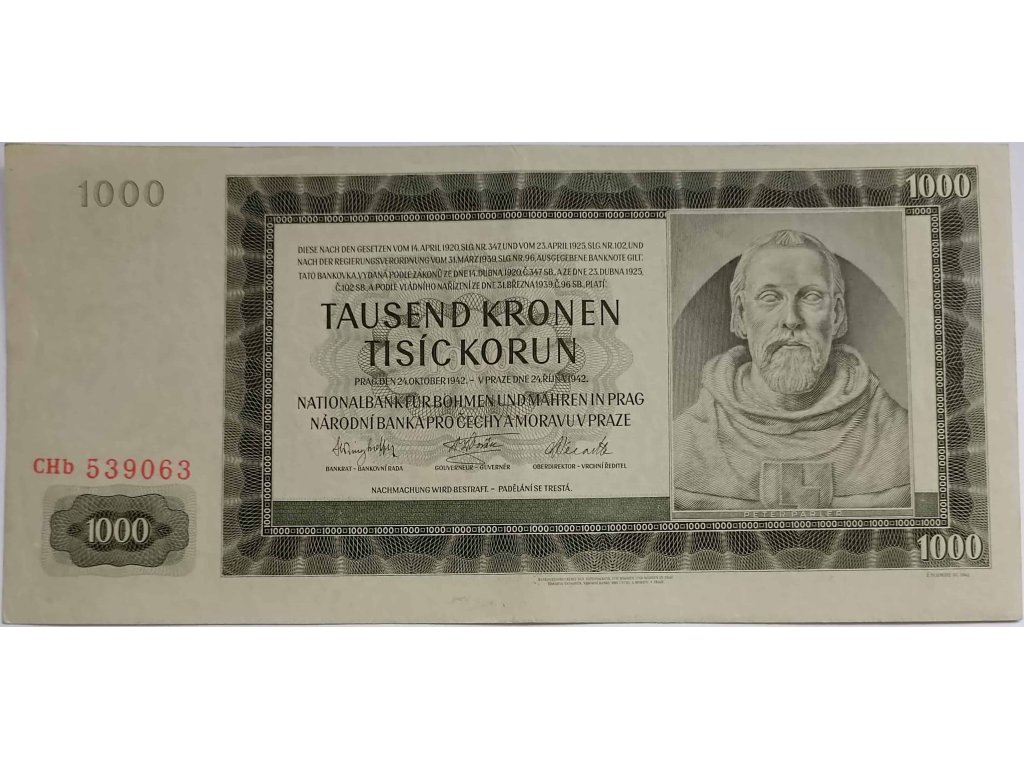 1000
1000
DIESE NACH DEN GESETZEN VOM 14. APRIL 1920, SLG. NR. 347, UND VOM 23. APRIL 1925, SLG. NR. 102, UND
NACH DER REGIERUNGSVERORDNUNG VOM 31. MÄRZ 1939, SLG. NR. 96, AUSGEGEBENE BANKNOTE GILT.
TATO BANKOVKA, VYDANÁ PODLE ZÁKONŮ ZE DNE 14. DUBNA 1920, Č. 347 SB., A ZE DNE 23. DUBNA 1925,
Č. 102 SB., A PODLE VLÁDNÍHO NAŘÍZENÍ ZE DNE 31. BŘEZNA 1939, Č. 96 SB., PLATÍ:
TAUSEND KRONEN
TISÍC KORUN
PRAG, DEN 24. OKTOBER 1942. – V PRAZE DNE 24. ŘÍJNA 1942.
NATIONALBANK FÜR BÖHMEN UND MÄHREN IN PRAG
NÁRODNÍ BANKA PRO ČECHY A MORAVU V PRAZE
BANKRAT - BANKOVNÍ RADA GOUVERNEUR - GUVERNÉR OBERDIREKTOR - VRCHNÍ ŘEDITEL
NACHMACHUNG WIRD BESTRAFT. – PADĚLÁNÍ SE TRESTÁ.
CHb 539063
1000
PETER PARLER
1000